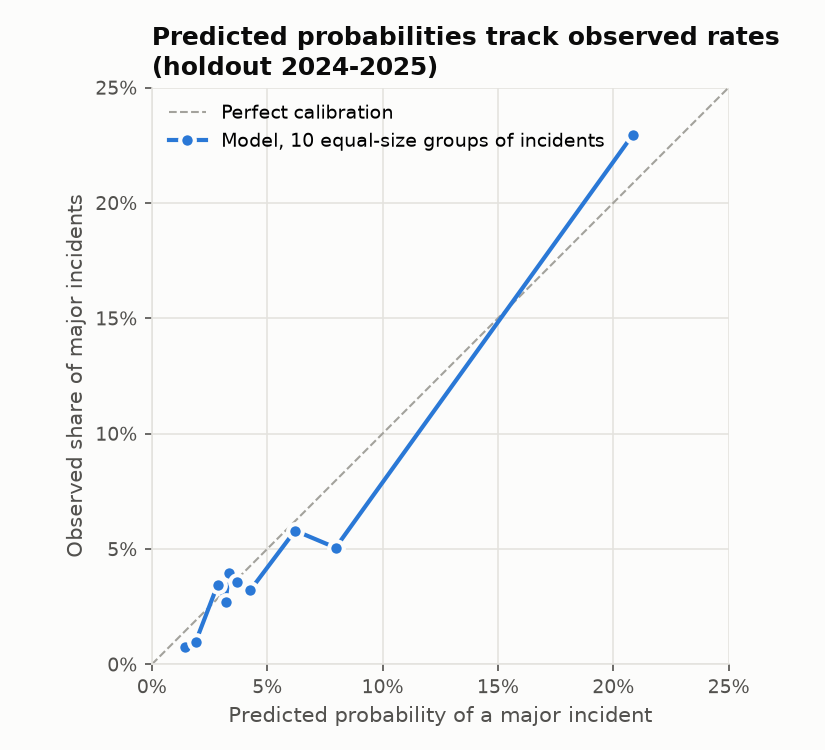 Predicted probabilities track observed rates
(holdout 2024-2025)
25%
20%
15%
10%
5%
0%
Observed share of major incidents
Perfect calibration
Model, 10 equal-size groups of incidents
0%
5%
10%
15%
20%
25%
Predicted probability of a major incident